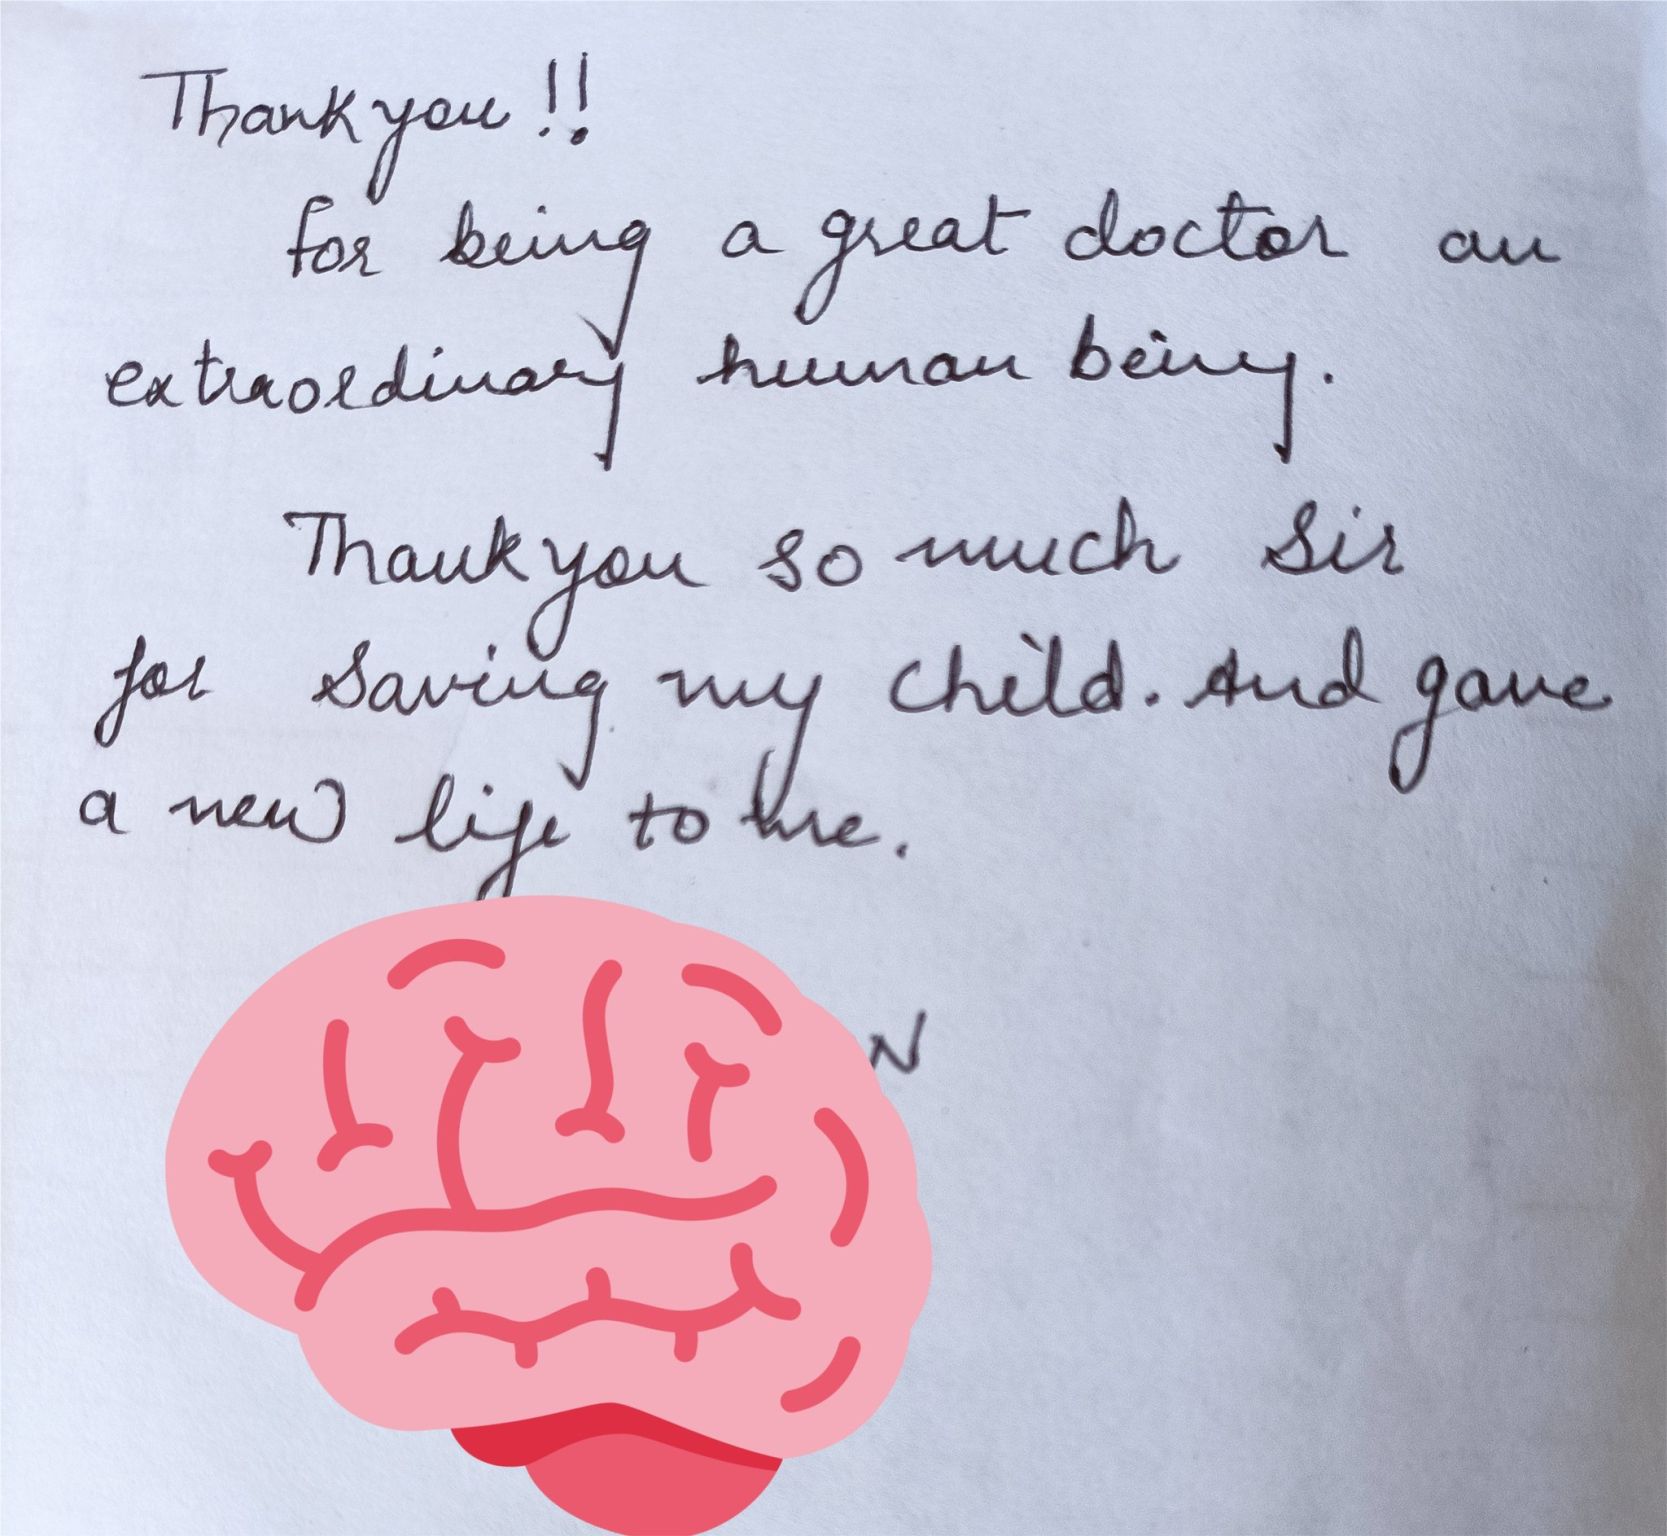 Thank you !!
for being a great doctor an
extraordinary human being.
Thank you so much Sir
for Saving my child. And gave
a new life to me.
N